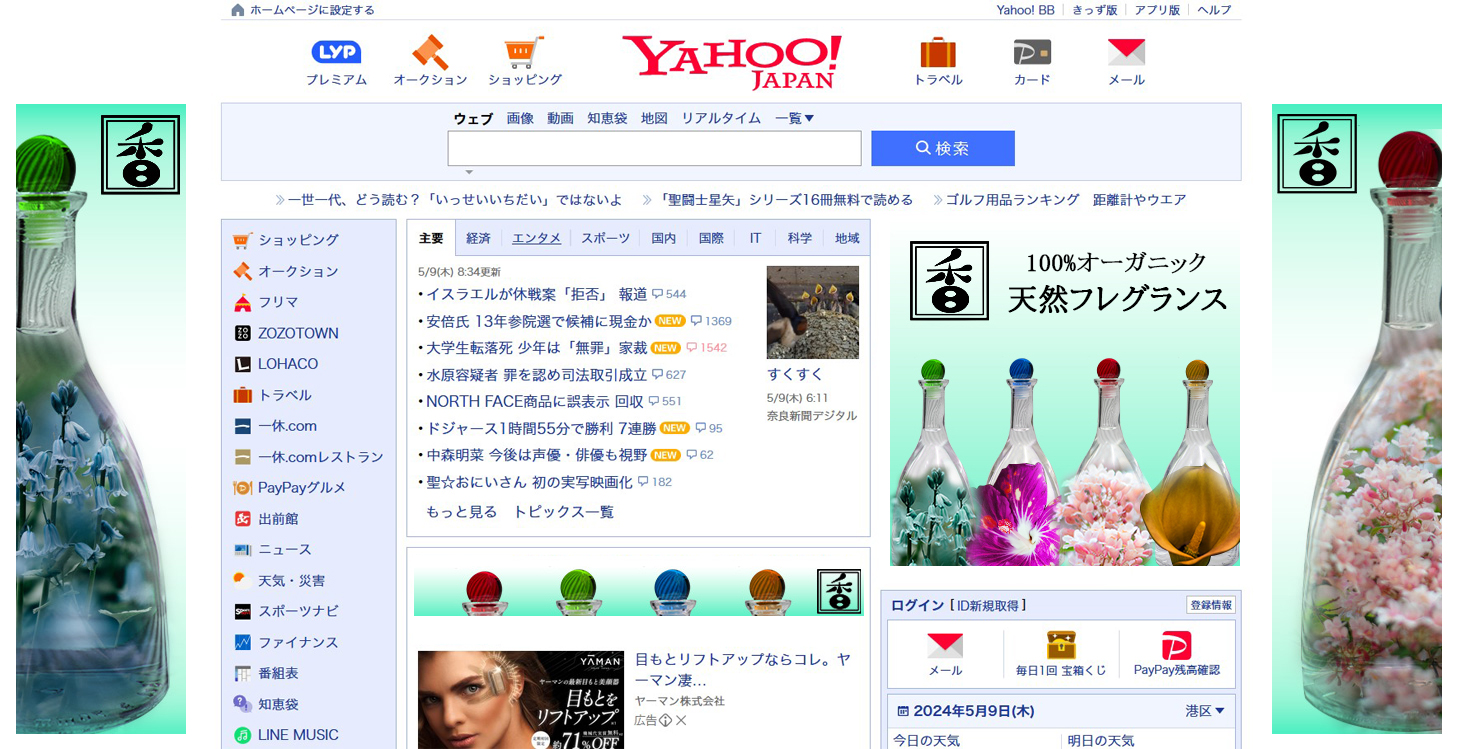 ホームページに設定する
Yahoo! BB きっず版 アプリ版 ヘルプ
LYP
プレミアム オークション ショッピング
YAHOO!
JAPAN
P
トラベル カード メール
香
香
ウェブ 画像 動画 知恵袋 地図 リアルタイム 一覧▼
検索
一世一代、どう読む？「いっせいいちだい」ではないよ 「聖闘士星矢」シリーズ16冊無料で読める ゴルフ用品ランキング 距離計やウエア
ショッピング
オークション
フリマ
ZOZOTOWN
LOHACO
トラベル
一休.com
一休.comレストラン
PayPayグルメ
出前館
ニュース
天気・災害
スポーツナビ
ファイナンス
番組表
知恵袋
LINE MUSIC
主要 経済 エンタメ スポーツ 国内 国際 IT 科学 地域
5/9(木) 8:34更新
・イスラエルが休戦案「拒否」 報道 544
・安倍氏 13年参院選で候補に現金か NEW 1369
・大学生転落死 少年は「無罪」家裁 NEW 1542
・水原容疑者 罪を認め司法取引成立 627
・NORTH FACE商品に誤表示 回収 551
・ドジャース1時間55分で勝利 7連勝 NEW 95
・中森明菜 今後は声優・俳優も視野 NEW 62
・聖☆おにいさん 初の実写映画化 182
もっと見る トピックス一覧
すくすく
5/9(木) 6:11
奈良新聞デジタル
香
YAMAN
ヤーマンの最新目もと美顔器
目もとを
リフトアップ
約71%OFF
目もとリフトアップならコレ。ヤ
ーマン凄…
ヤーマン株式会社
広告
香
100%オーガニック
天然フレグランス
ログイン [ ID新規取得 ] 登録情報
メール 毎日1回 宝箱くじ PayPay残高確認
2024年5月9日(木) 港区▼
今日の天気 明日の天気